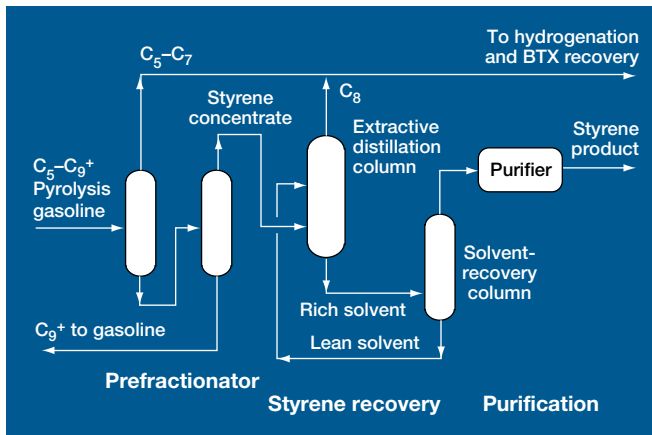 C₅–C₇
To hydrogenation
and BTX recovery
Styrene
concentrate
C₈
Extractive
distillation
column
Styrene
product
C₅–C₉⁺
Pyrolysis
gasoline
Purifier
Solvent-
recovery
column
Rich solvent
C₉⁺ to gasoline
Lean solvent
Prefractionator
Styrene recovery
Purification